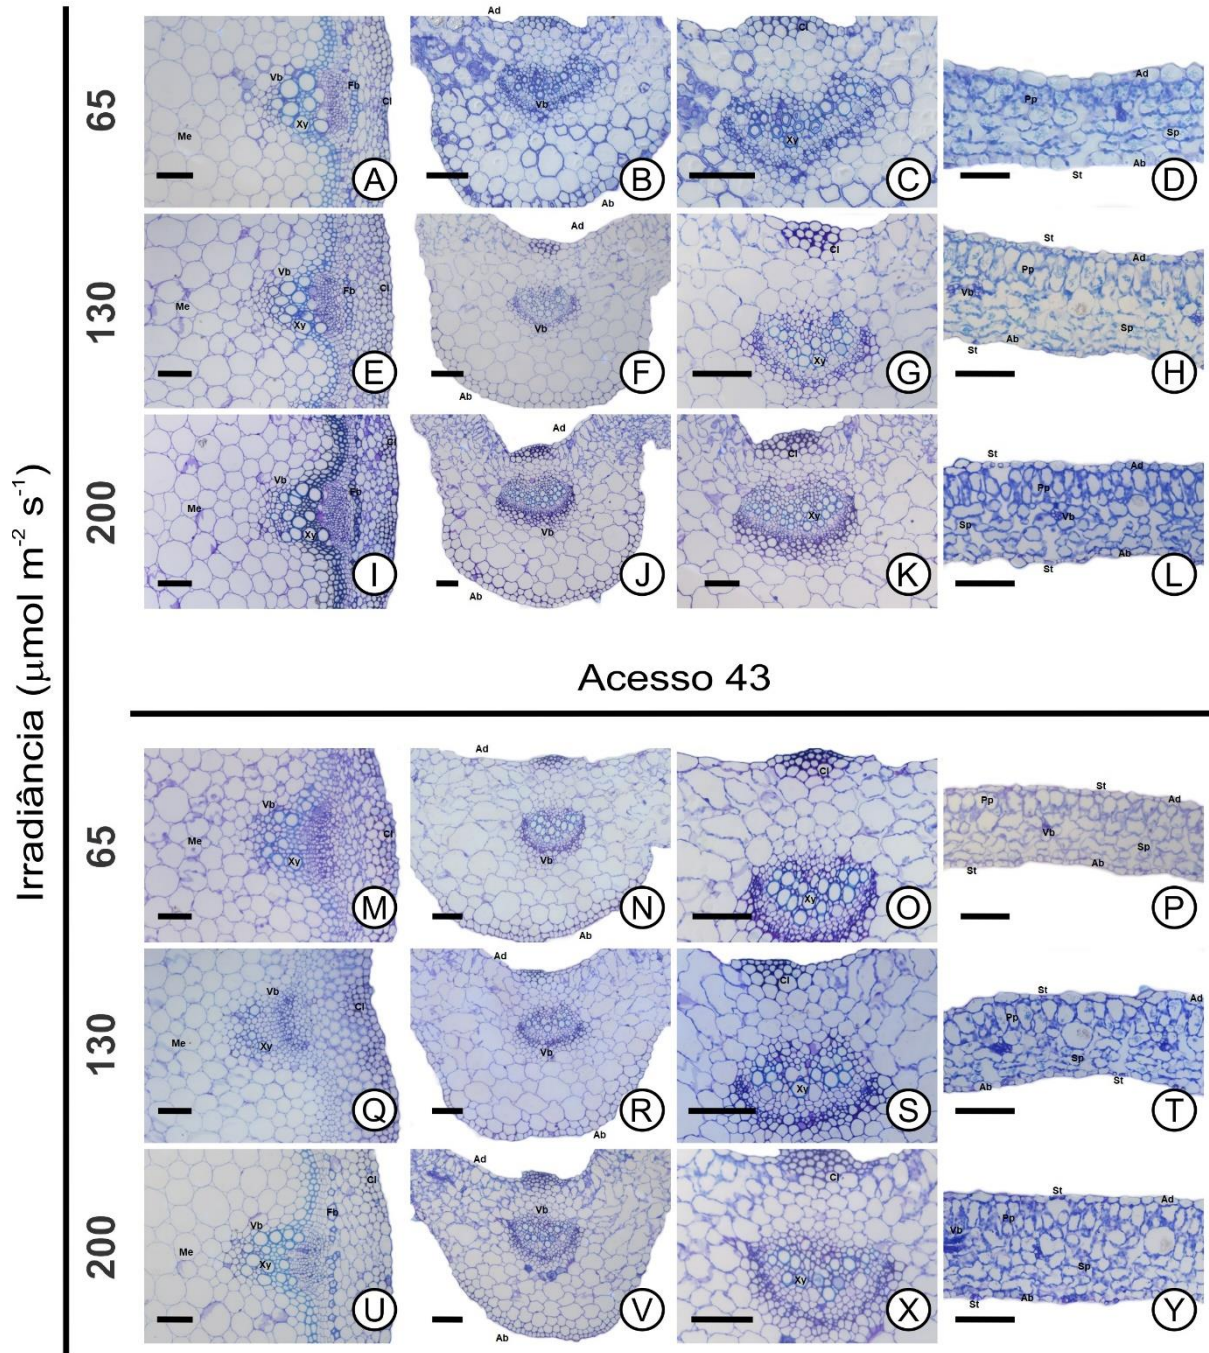 Irradiância (µmol m⁻² s⁻¹)
65
Vb Fb Cl Me Xy A
Ad Vb Ab B
Cl Xy C
Ad Pp Sp Ab St D
130
Vb Fb Cl Me Xy E
Ad Vb Ab F
Cl Xy G
St Ad Pp Vb Sp Ab St H
200
Cl Vb Fb Me Xy I
Ad Vb Ab J
Cl Xy K
St Ad Pp Vb Sp Ab St L
Acesso 43
65
Vb Cl Me Xy M
Ad Vb Ab N
Cl Xy O
St Pp Ad Vb Sp Ab St P
130
Vb Cl Me Xy Q
Ad Vb Ab R
Cl Xy S
St Ad Pp Sp Ab St T
200
Cl Vb Fb Me Xy U
Ad Vb Ab V
Cl Xy X
St Ad Pp Vb Sp Ab St Y